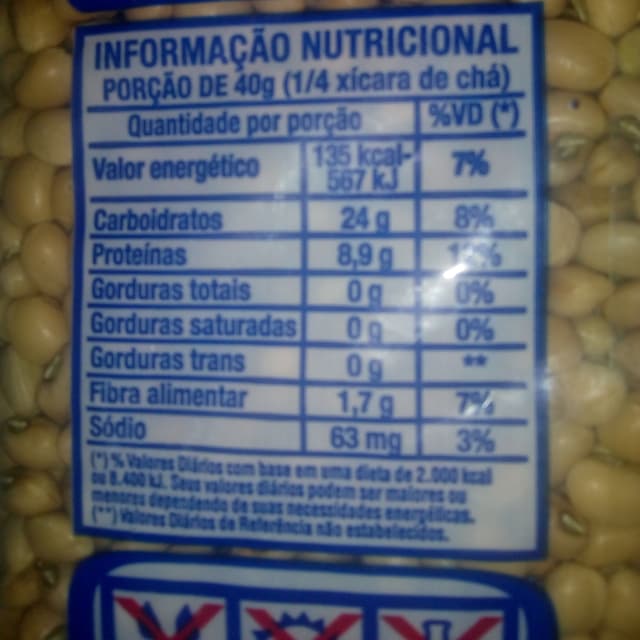 INFORMAÇÃO NUTRICIONAL
PORÇÃO DE 40g (1/4 xícara de chá)
Quantidade por porção %VD (*)
Valor energético 135 kcal- 567 kJ 7%
Carboidratos 24 g 8%
Proteínas 8,9 g
Gorduras totais 0 g 0%
Gorduras saturadas 0 g 0%
Gorduras trans 0 g **
Fibra alimentar 1,7 g 7%
Sódio 63 mg 3%
(*) % Valores Diários com base em uma dieta de 2.000 kcal
ou 8.400 kJ. Seus valores diários podem ser maiores ou
menores dependendo de suas necessidades energéticas.
(**) Valores Diários de Referência não estabelecidos.